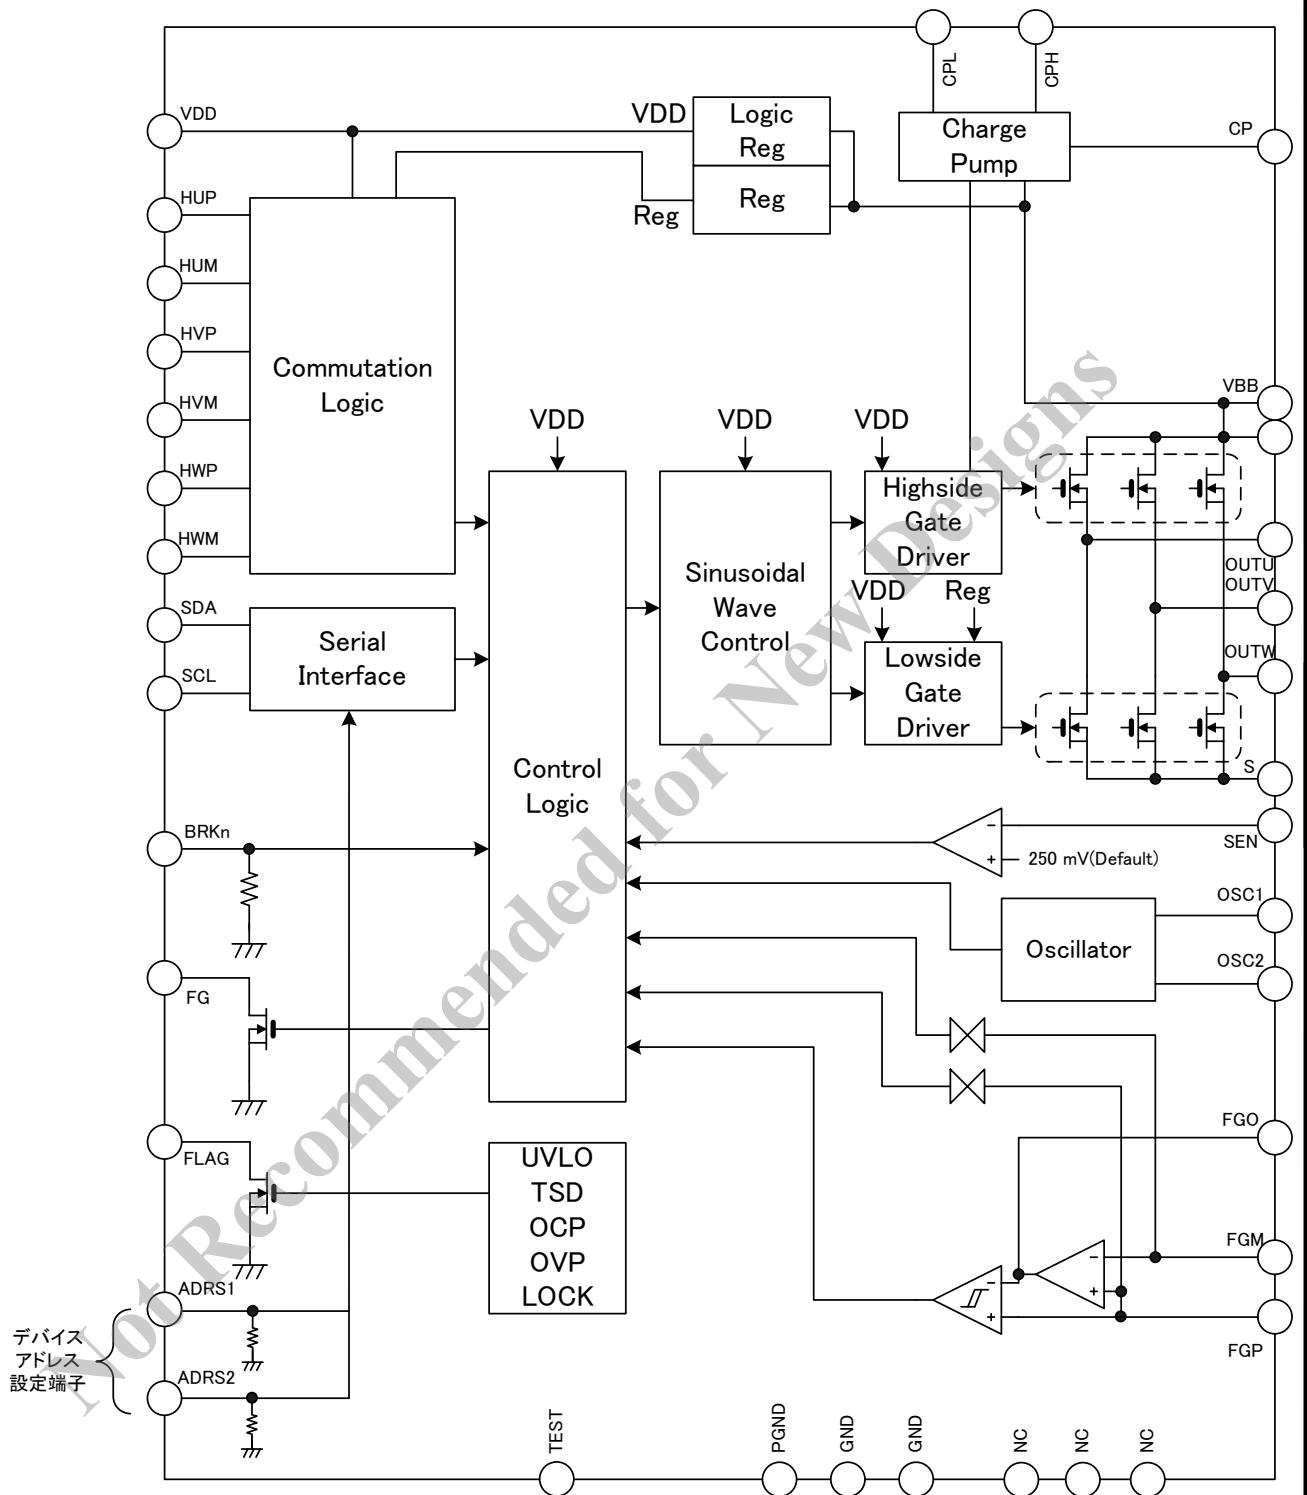 CPL
CPH
VDD
VDD
Logic
Reg
Charge
Pump
CP
HUP
Reg
Reg
HUM
HVP
Commutation
Logic
HVM
VBB
VDD
VDD
VDD
HWP
Highside
Gate
Driver
HWM
OUTU
OUTV
Sinusoidal
Wave
Control
VDD
Reg
SDA
Serial
Interface
SCL
OUTW
Lowside
Gate
Driver
S
Control
Logic
BRKn
SEN
-
+
250 mV(Default)
OSC1
Oscillator
OSC2
FG
FGO
FLAG
UVLO
TSD
OCP
OVP
LOCK
FGM
-
+
-
+
FGP
ADRS1
デバイス
アドレス
設定端子
ADRS2
TEST
PGND
GND
GND
NC
NC
NC
Not Recommended for New Designs